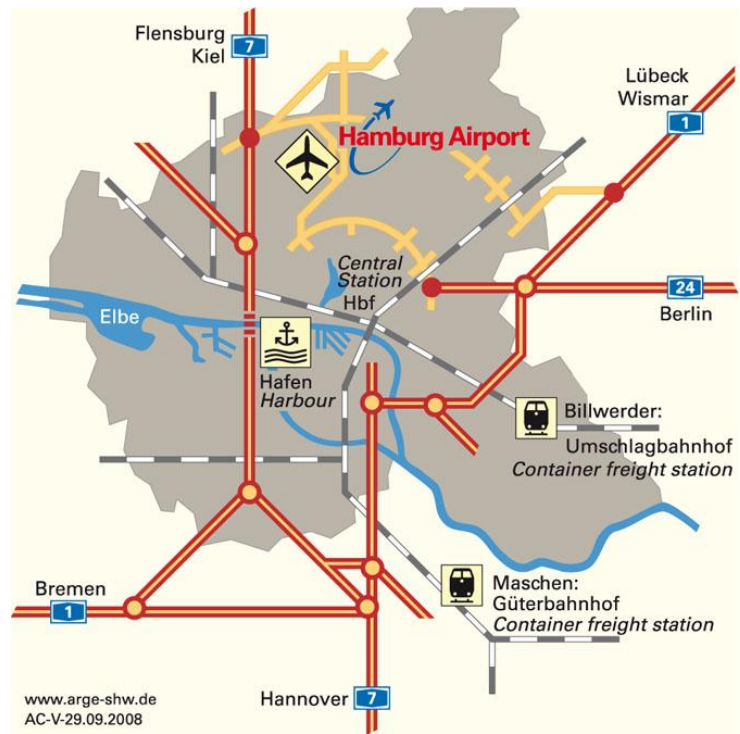 Flensburg
Kiel
7
Lübeck
Wismar
1
Hamburg Airport
Central
Station
Hbf
24
Berlin
Elbe
Hafen
Harbour
Billwerder:
Umschlagbahnhof
Container freight station
Bremen
1
Maschen:
Güterbahnhof
Container freight station
Hannover
7
www.arge-shw.de
AC-V-29.09.2008